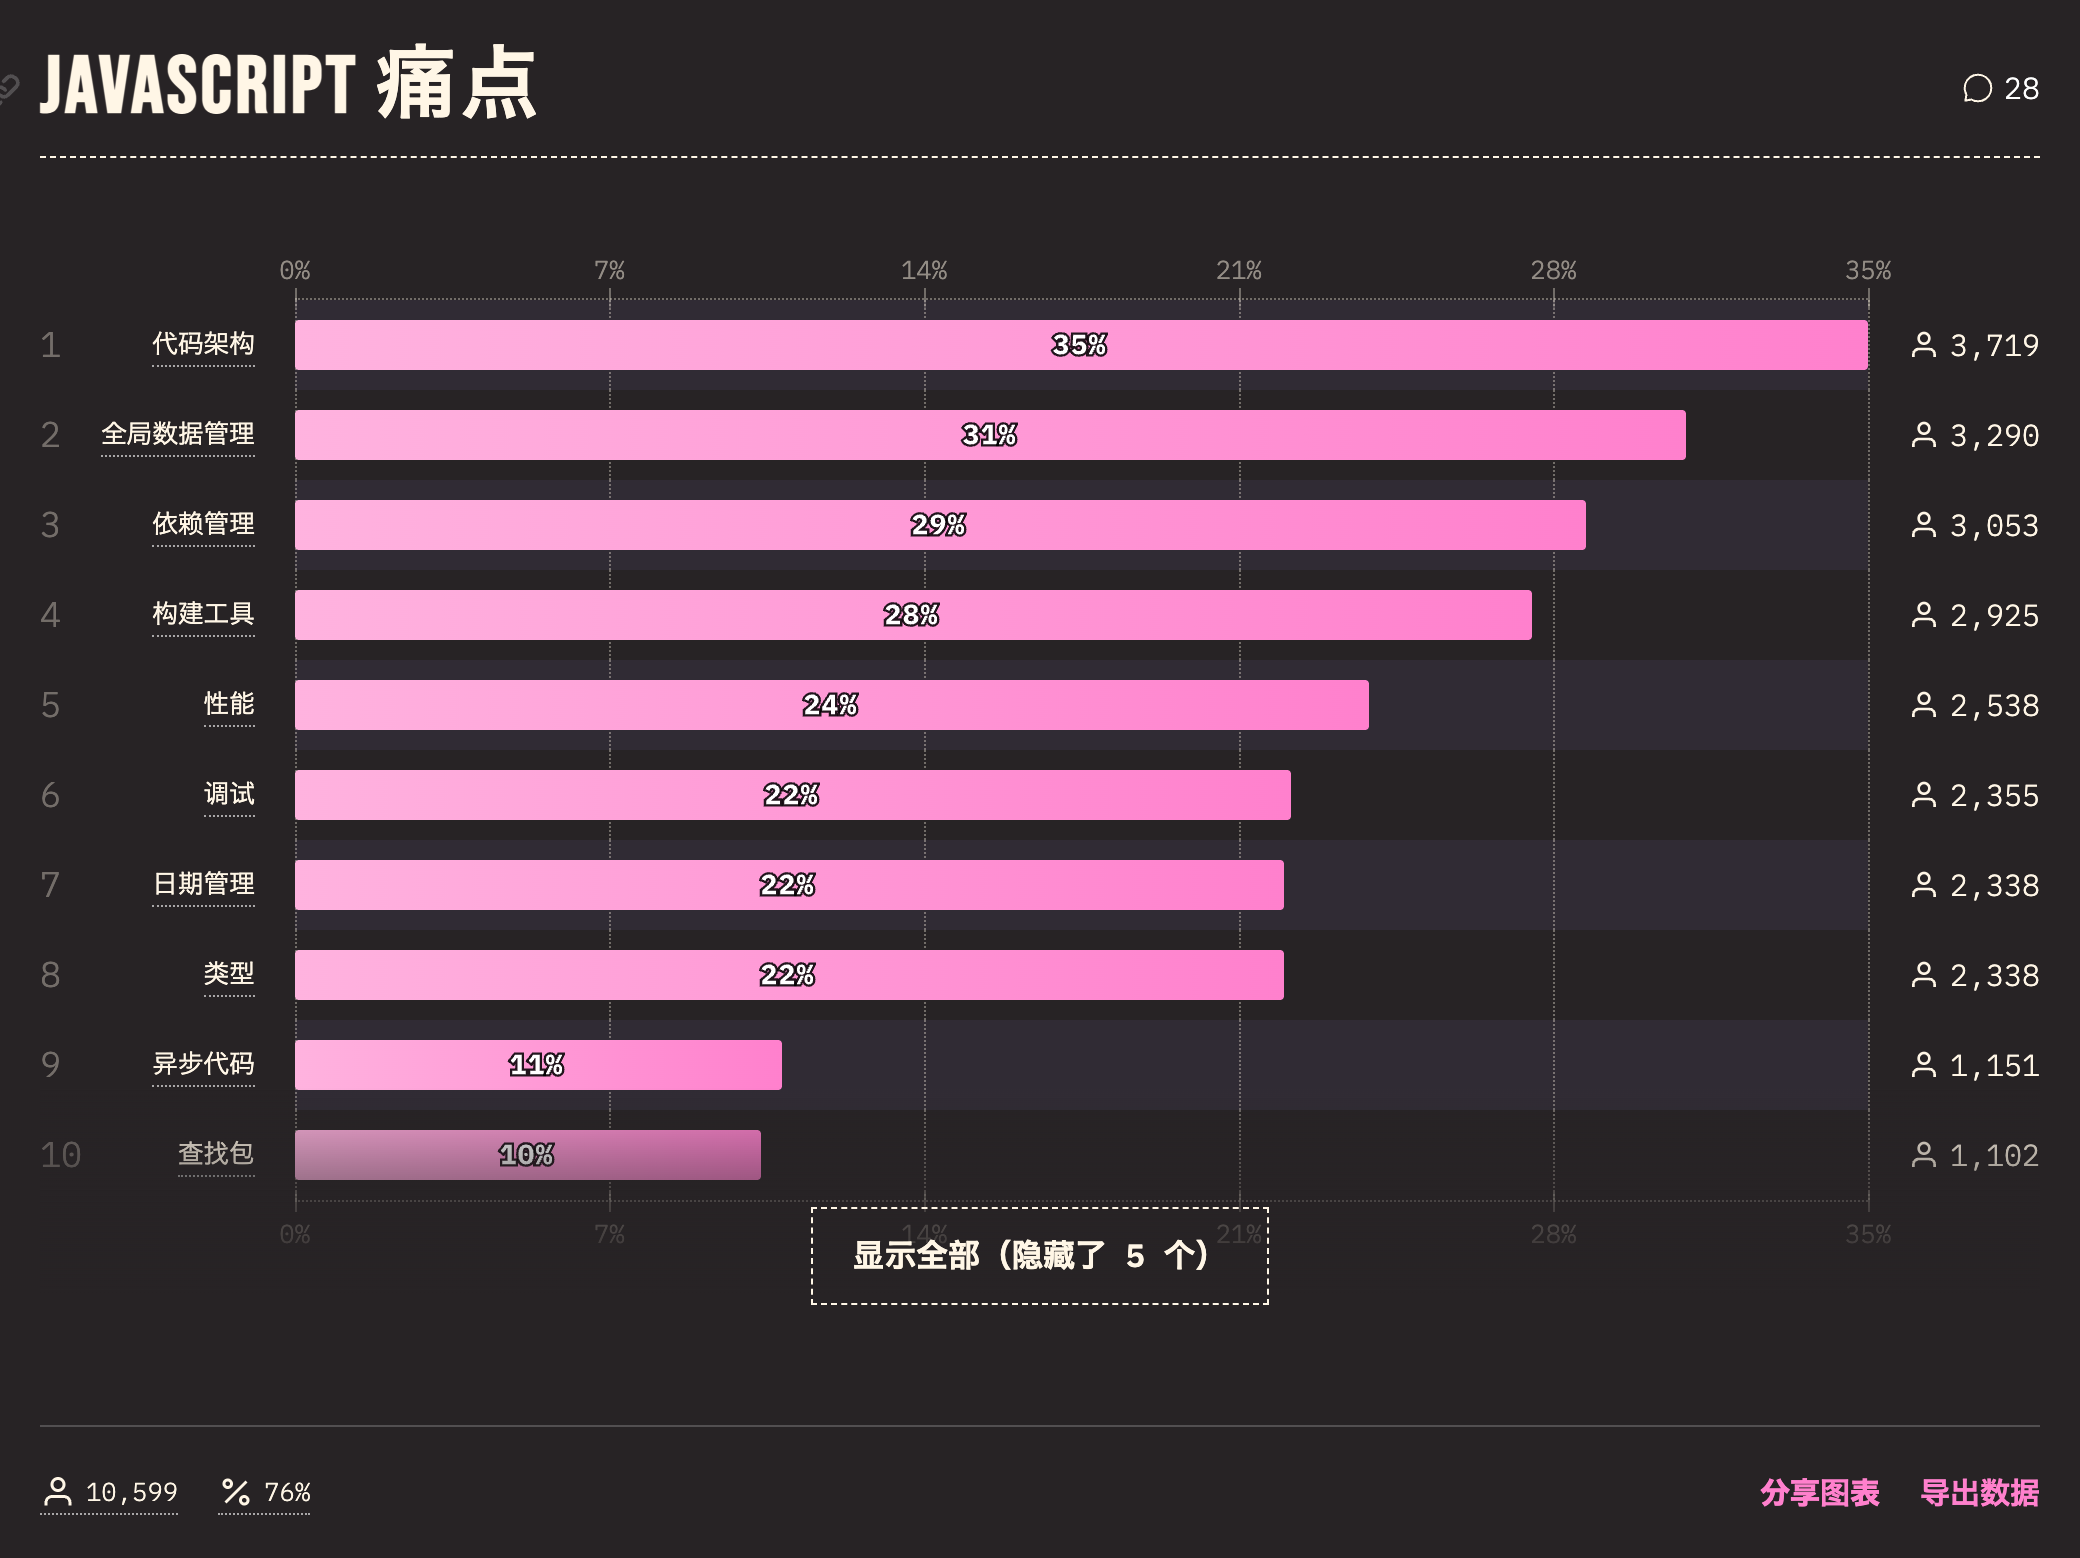 JAVASCRIPT 痛点
28
0% 7% 14% 21% 28% 35%
1 代码架构 35% 3,719
2 全局数据管理 31% 3,290
3 依赖管理 29% 3,053
4 构建工具 28% 2,925
5 性能 24% 2,538
6 调试 22% 2,355
7 日期管理 22% 2,338
8 类型 22% 2,338
9 异步代码 11% 1,151
10 查找包 10% 1,102
0% 7% 14% 21% 28% 35%
显示全部（隐藏了 5 个）
10,599 76% 分享图表 导出数据